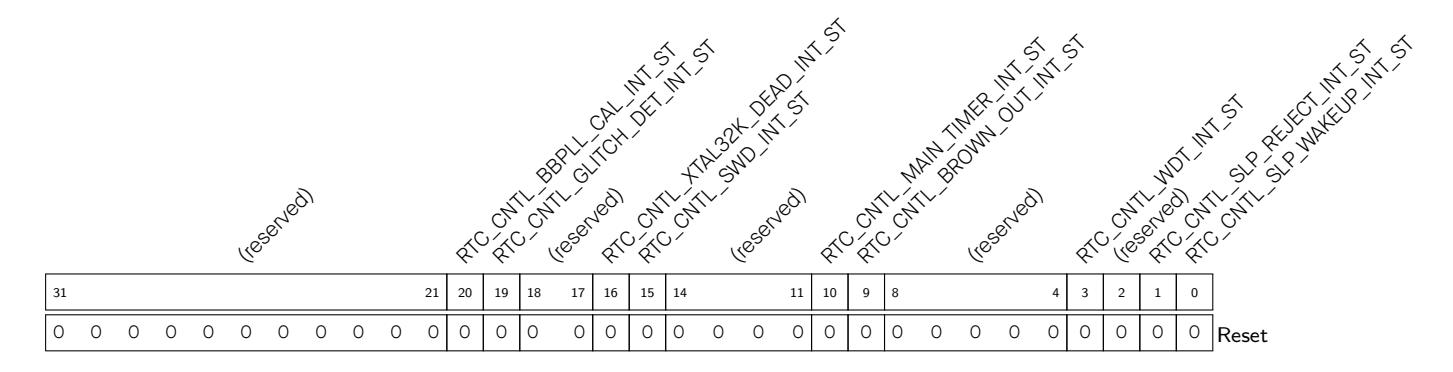 (reserved)
RTC_CNTL_BBPLL_CAL_INT_ST
RTC_CNTL_GLITCH_DET_INT_ST
(reserved)
RTC_CNTL_XTAL32K_DEAD_INT_ST
RTC_CNTL_SWD_INT_ST
(reserved)
RTC_CNTL_MAIN_TIMER_INT_ST
RTC_CNTL_BROWN_OUT_INT_ST
(reserved)
RTC_CNTL_WDT_INT_ST
(reserved)
RTC_CNTL_SLP_REJECT_INT_ST
RTC_CNTL_SLP_WAKEUP_INT_ST
31 21 20 19 18 17 16 15 14 11 10 9 8 4 3 2 1 0
0 0 0 0 0 0 0 0 0 0 0 0 0 0 0 0 0 0 0 0 0 0 0 0 0 0 0 0 0 0 0 0 Reset